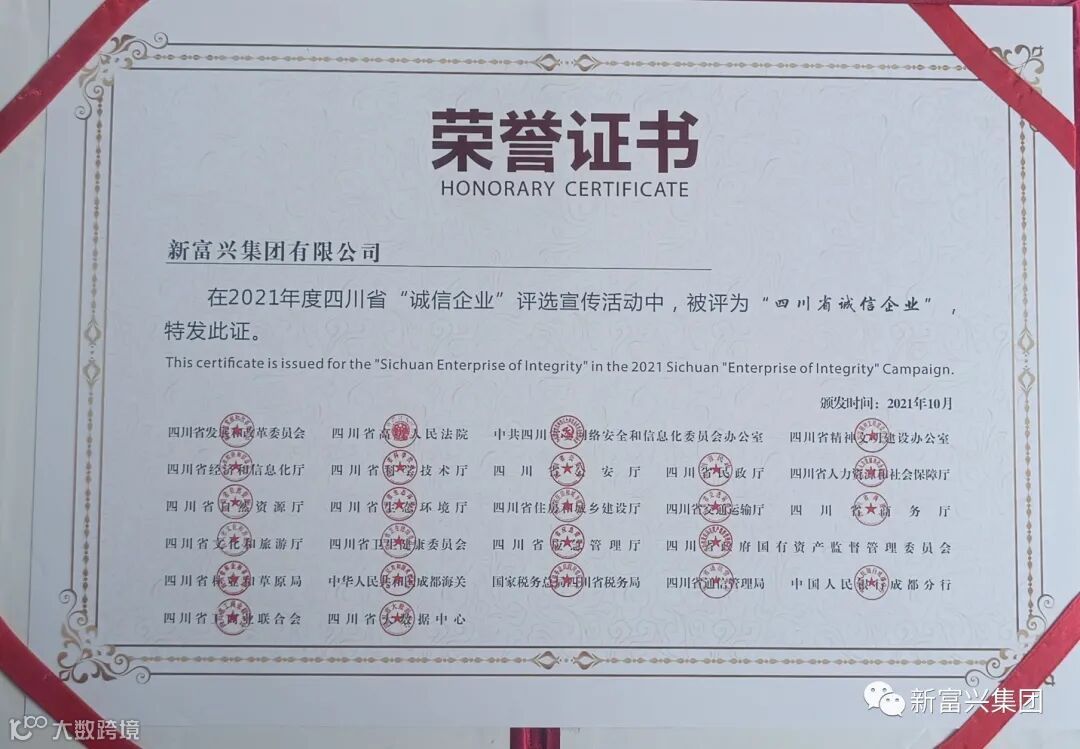 荣誉证书
HONORARY CERTIFICATE
新富兴集团有限公司
在2021年度四川省“诚信企业”评选宣传活动中，被评为“四川省诚信企业”，
特发此证。
This certificate is issued for the "Sichuan Enterprise of Integrity" in the 2021 Sichuan "Enterprise of Integrity" Campaign.
颁发时间：2021年10月
四川省发展和改革委员会 四川省高级人民法院 中共四川省委网络安全和信息化委员会办公室 四川省精神文明建设办公室
四川省经济和信息化厅 四川省科学技术厅 四川省公安厅 四川省民政厅 四川省人力资源和社会保障厅
四川省自然资源厅 四川省生态环境厅 四川省住房和城乡建设厅 四川省交通运输厅 四川省商务厅
四川省文化和旅游厅 四川省卫生健康委员会 四川省应急管理厅 四川省政府国有资产监督管理委员会
四川省林业和草原局 中华人民共和国成都海关 国家税务总局四川省税务局 四川省通信管理局 中国人民银行成都分行
四川省工商业联合会 四川省大数据中心
新富兴集团
大数跨境